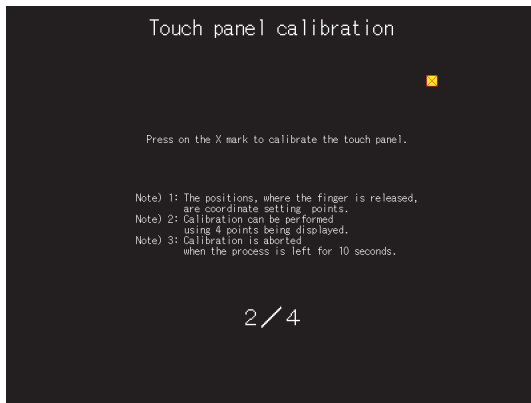 Touch panel calibration
Press on the X mark to calibrate the touch panel.
Note) 1: The positions, where the finger is released,
are coordinate setting points.
Note) 2: Calibration can be performed
using 4 points being displayed.
Note) 3: Calibration is aborted
when the process is left for 10 seconds.
2/4